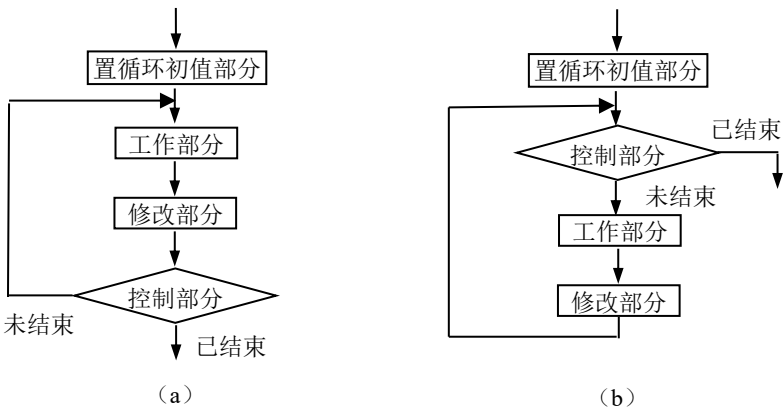 置循环初值部分
工作部分
修改部分
控制部分
未结束
已结束
（a）
置循环初值部分
控制部分
已结束
未结束
工作部分
修改部分
（b）